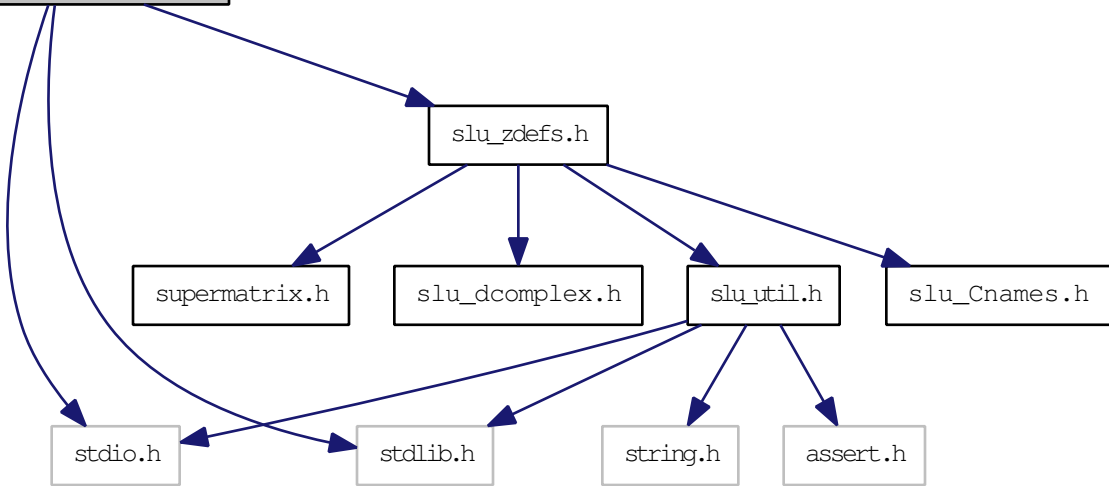 slu_zdefs.h
supermatrix.h
slu_dcomplex.h
slu_util.h
slu_Cnames.h
stdio.h
stdlib.h
string.h
assert.h